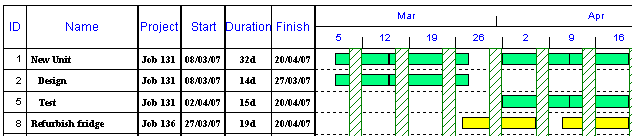 Mar Apr
ID Name Project Start Duration Finish
5 12 19 26 2 9 16
1 New Unit Job 131 08/03/07 32d 20/04/07
2 Design Job 131 08/03/07 14d 27/03/07
5 Test Job 131 02/04/07 15d 20/04/07
8 Refurbish fridge Job 136 27/03/07 19d 20/04/07